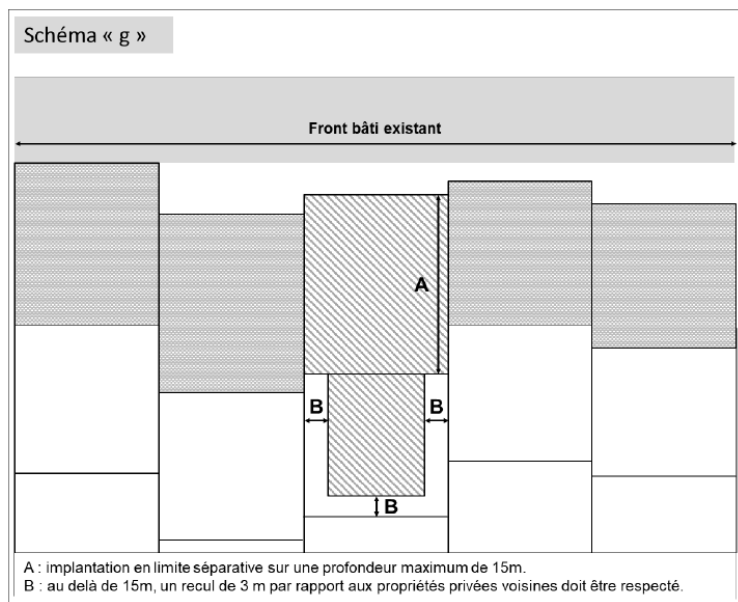 Schéma « g »
Front bâti existant
A
B
B
B
A : implantation en limite séparative sur une profondeur maximum de 15m.
B : au delà de 15m, un recul de 3 m par rapport aux propriétés privées voisines doit être respecté.